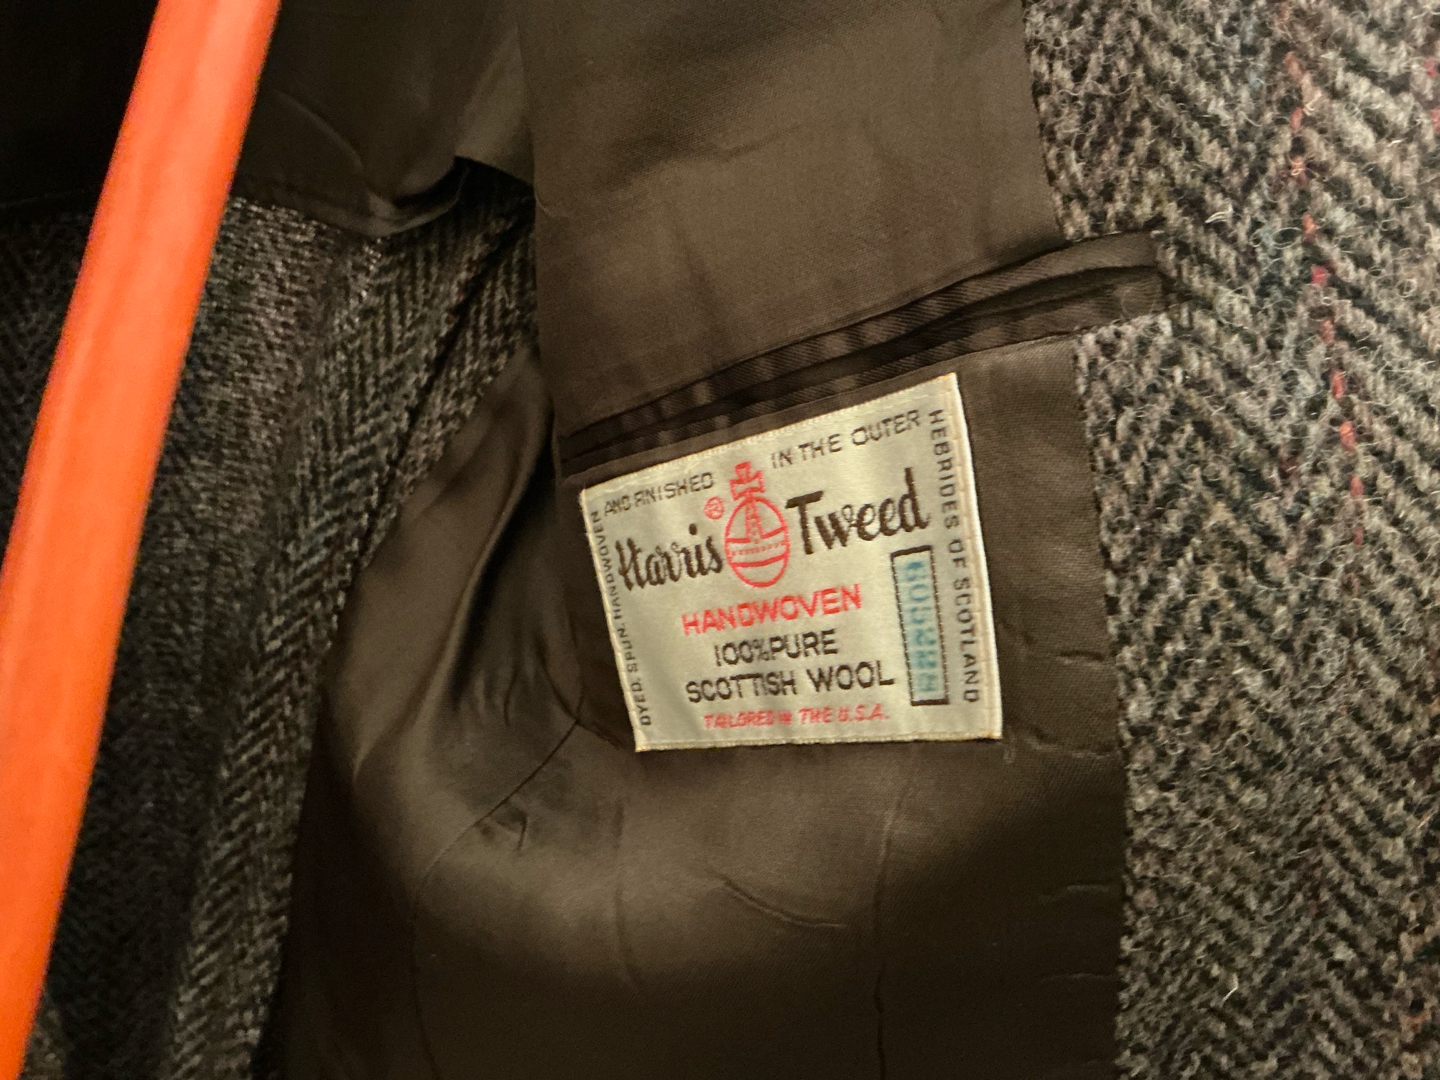 DYED, SPUN, HANDWOVEN
AND FINISHED
IN THE OUTER
HEBRIDES OF SCOTLAND
Harris® Tweed
HANDWOVEN
100% PURE
SCOTTISH WOOL
TAILORED IN THE U.S.A.